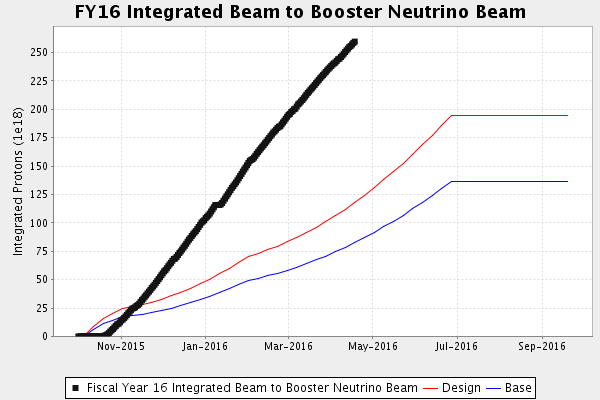 FY16 Integrated Beam to Booster Neutrino Beam
Integrated Protons (1e18)
250
225
200
175
150
125
100
75
50
25
0
Nov-2015 Jan-2016 Mar-2016 May-2016 Jul-2016 Sep-2016
Fiscal Year 16 Integrated Beam to Booster Neutrino Beam Design Base